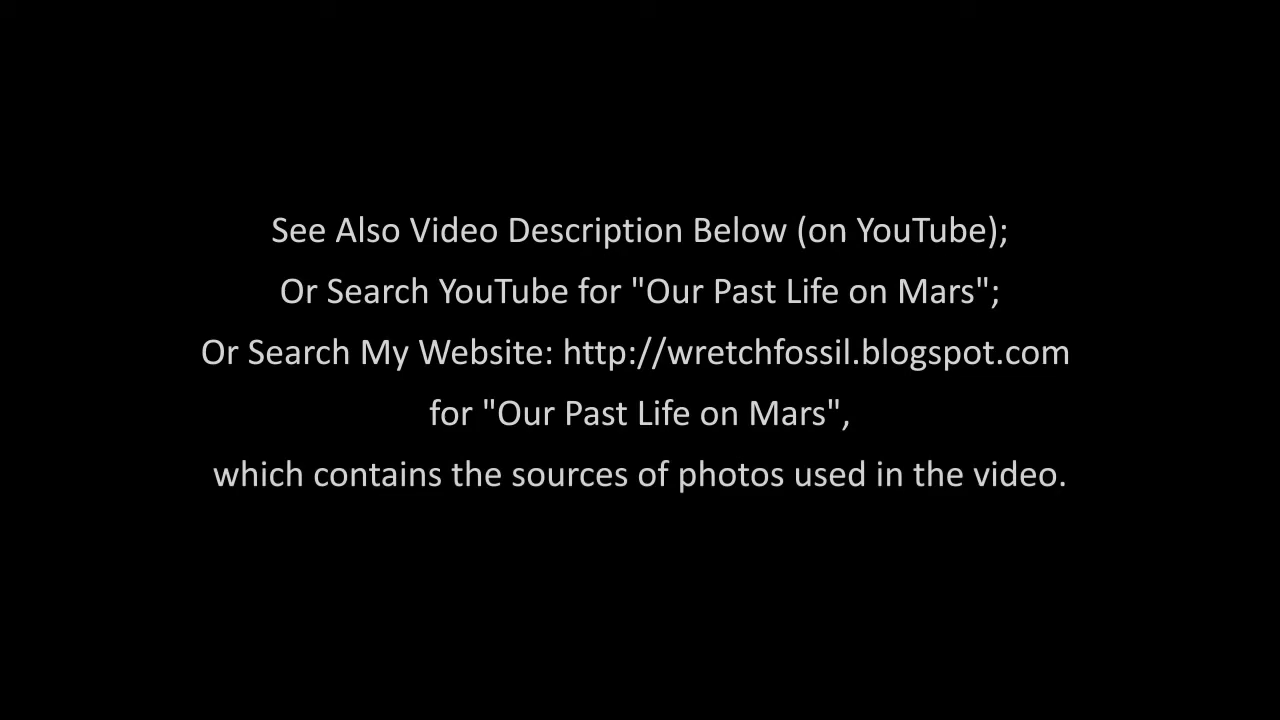 See Also Video Description Below (on YouTube);
Or Search YouTube for "Our Past Life on Mars";
Or Search My Website: http://wretchfossil.blogspot.com
for "Our Past Life on Mars",
which contains the sources of photos used in the video.